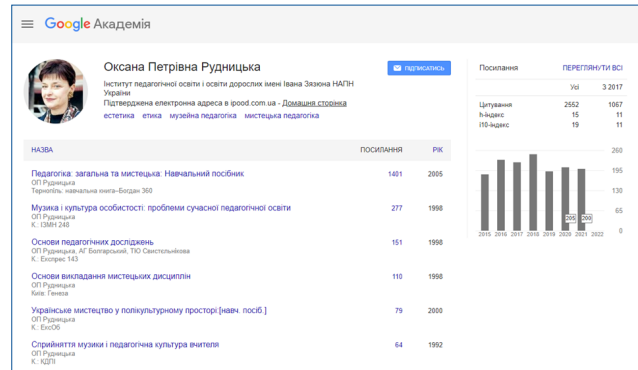 Google Академія
Оксана Петрівна Рудницька
ПІДПИСАТИСЬ
Інститут педагогічної освіти і освіти дорослих імені Івана Зязюна НАПН
України
Підтверджена електронна адреса в ipood.com.ua - Домашня сторінка
естетика етика музейна педагогіка мистецька педагогіка
НАЗВА ПОСИЛАННЯ РІК
Педагогіка: загальна та мистецька: Навчальний посібник 1401 2005
ОП Рудницька
Тернопіль: навчальна книга–Богдан 360
Музика і культура особистості: проблеми сучасної педагогічної освіти 277 1998
ОП Рудницька
К.: ІЗМН 248
Основи педагогічних досліджень 151 1998
ОП Рудницька, АГ Болгарський, ТЮ Свистєльнікова
К.: Експрес 143
Основи викладання мистецьких дисциплін 110 1998
ОП Рудницька
Київ: Генеза
Українське мистецтво у полікультурному просторі:[навч. посіб.] 79 2000
ОП Рудницька
К.: ЕксОб
Сприйняття музики і педагогічна культура вчителя 64 1992
ОП Рудницька
К.: КДПІ
Посилання ПЕРЕГЛЯНУТИ ВСІ
Усі З 2017
Цитування 2552 1067
h-індекс 15 11
i10-індекс 19 11
260
195
130
65
0
205 200
2015 2016 2017 2018 2019 2020 2021 2022